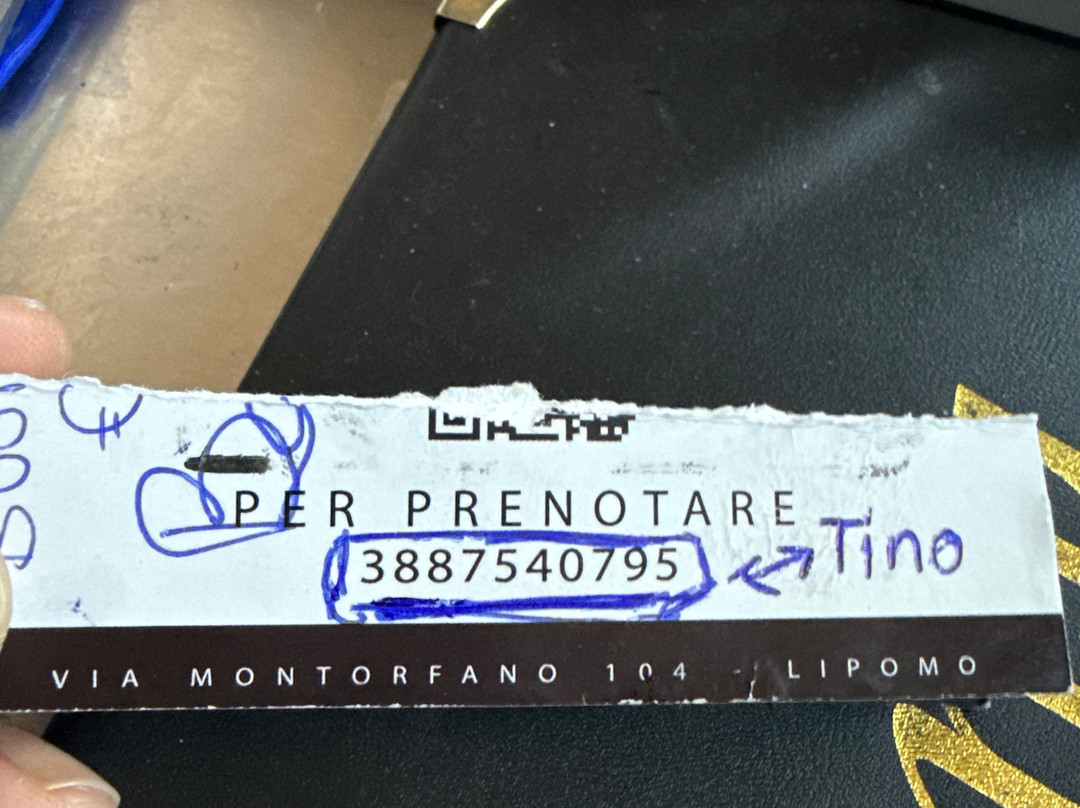 €
PER PRENOTARE
3887540795 Tino
VIA MONTORFANO 104 - LIPOMO